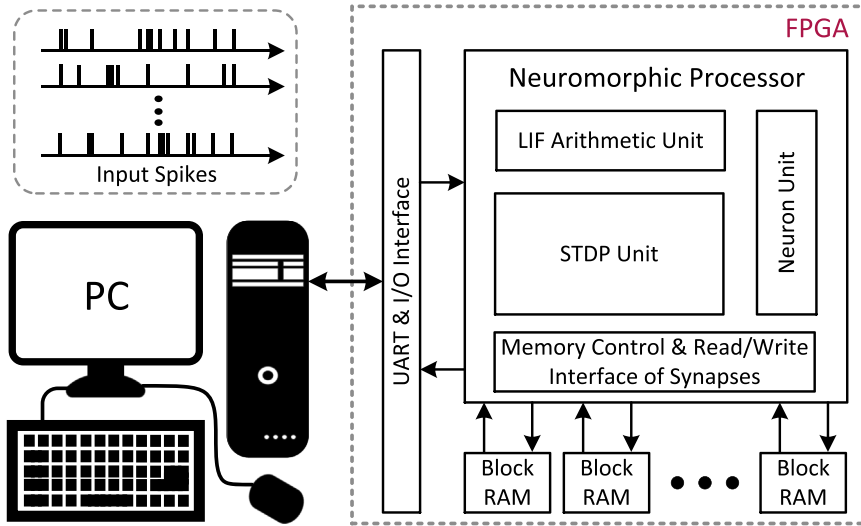 Input Spikes
PC
FPGA
UART & I/O Interface
Neuromorphic Processor
LIF Arithmetic Unit
STDP Unit
Neuron Unit
Memory Control & Read/Write
Interface of Synapses
Block
RAM
Block
RAM
Block
RAM